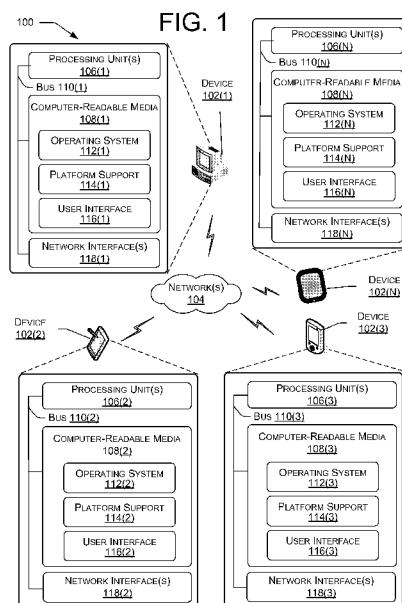 FIG. 1
100
PROCESSING UNIT(S)
106(1)
BUS 110(1)
COMPUTER-READABLE MEDIA
108(1)
OPERATING SYSTEM
112(1)
PLATFORM SUPPORT
114(1)
USER INTERFACE
116(1)
NETWORK INTERFACE(S)
118(1)
DEVICE
102(1)
PROCESSING UNIT(S)
106(N)
BUS 110(N)
COMPUTER-READABLE MEDIA
108(N)
OPERATING SYSTEM
112(N)
PLATFORM SUPPORT
114(N)
USER INTERFACE
116(N)
NETWORK INTERFACE(S)
118(N)
NETWORK(S)
104
DEVICE
102(N)
DEVICE
102(2)
DEVICE
102(3)
PROCESSING UNIT(S)
106(2)
BUS 110(2)
COMPUTER-READABLE MEDIA
108(2)
OPERATING SYSTEM
112(2)
PLATFORM SUPPORT
114(2)
USER INTERFACE
116(2)
NETWORK INTERFACE(S)
118(2)
PROCESSING UNIT(S)
106(3)
BUS 110(3)
COMPUTER-READABLE MEDIA
108(3)
OPERATING SYSTEM
112(3)
PLATFORM SUPPORT
114(3)
USER INTERFACE
116(3)
NETWORK INTERFACE(S)
118(3)